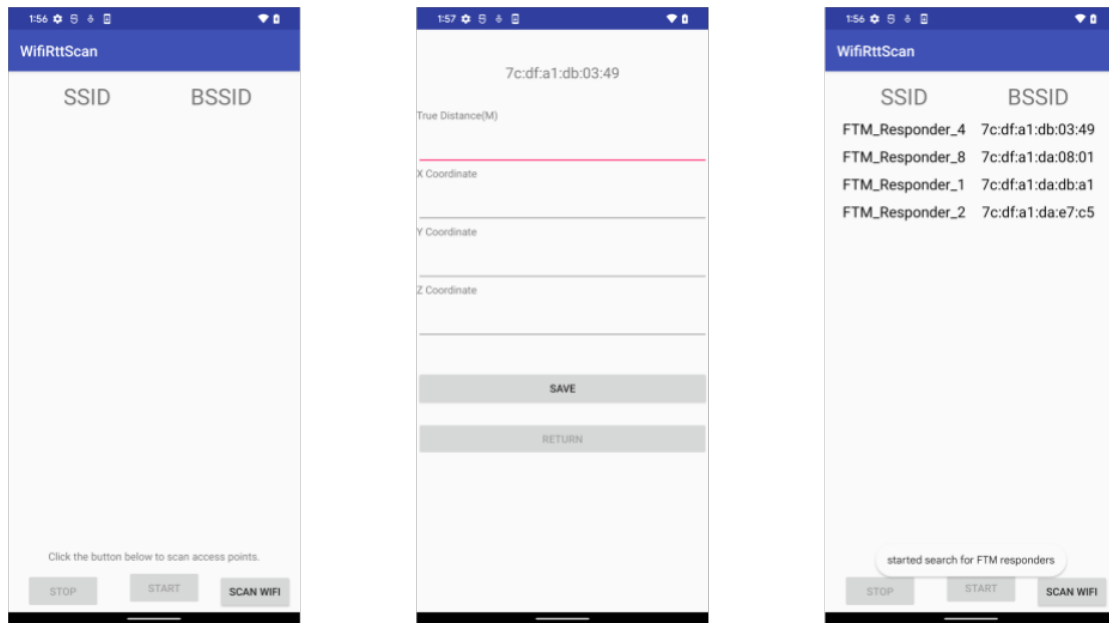 1:56
WifiRttScan
SSID BSSID
Click the button below to scan access points.
STOP START SCAN WIFI
1:57
7c:df:a1:db:03:49
True Distance(M)
X Coordinate
Y Coordinate
Z Coordinate
SAVE
RETURN
1:56
WifiRttScan
SSID BSSID
FTM_Responder_4 7c:df:a1:db:03:49
FTM_Responder_8 7c:df:a1:da:08:01
FTM_Responder_1 7c:df:a1:da:db:a1
FTM_Responder_2 7c:df:a1:da:e7:c5
started search for FTM responders
STOP START SCAN WIFI